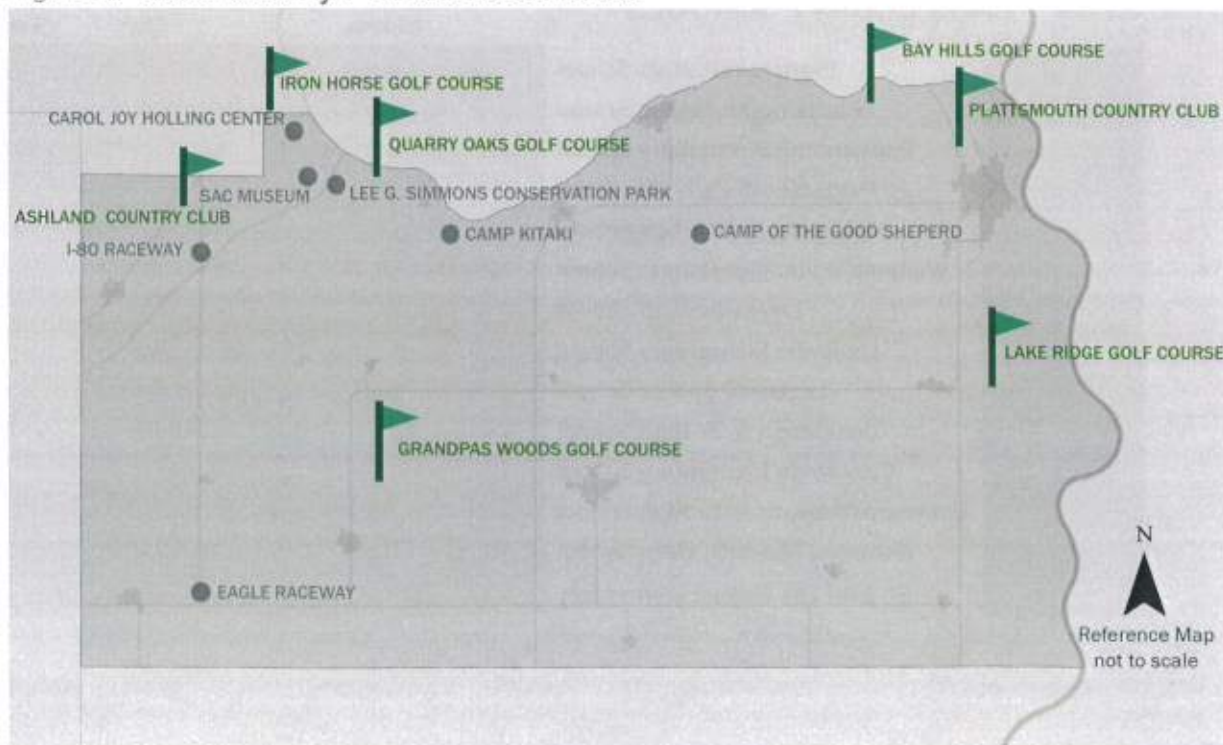 BAY HILLS GOLF COURSE
IRON HORSE GOLF COURSE
PLATTSMOUTH COUNTRY CLUB
CAROL JOY HOLLING CENTER
QUARRY OAKS GOLF COURSE
SAC MUSEUM
LEE G. SIMMONS CONSERVATION PARK
ASHLAND COUNTRY CLUB
I-80 RACEWAY
CAMP KITAKI
CAMP OF THE GOOD SHEPERD
LAKE RIDGE GOLF COURSE
GRANDPAS WOODS GOLF COURSE
EAGLE RACEWAY
N
Reference Map
not to scale